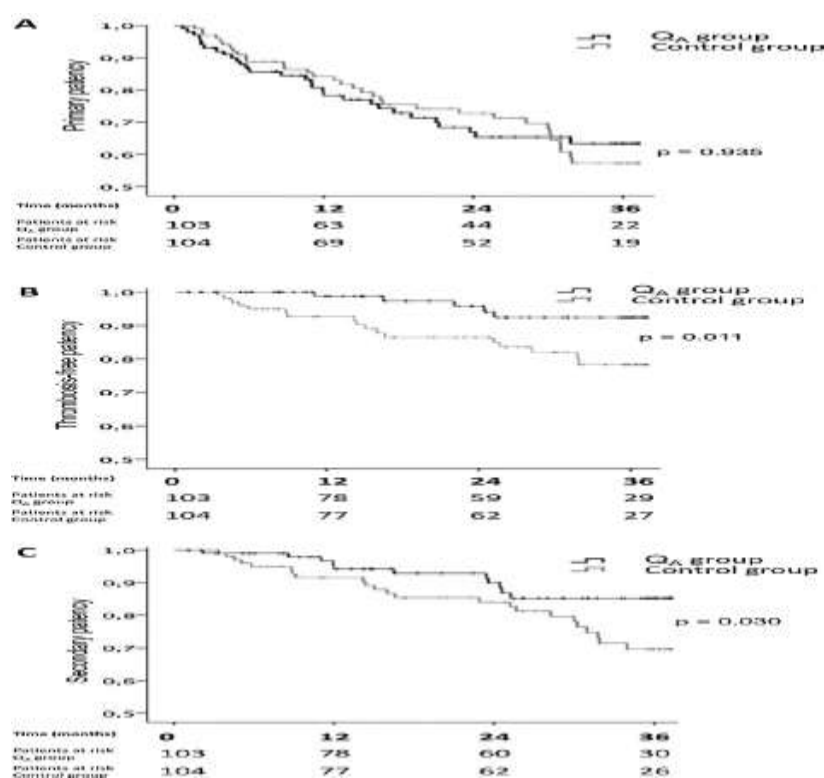 A
1,0
0,9
0,8
0,7
0,6
0,5
Primary patency
QA group
Control group
p = 0.935
Time (months) 0 12 24 36
Patients at risk
QA group 103 63 44 22
Patients at risk
Control group 104 69 52 19
B
1,0
0,9
0,8
0,7
0,6
0,5
Thrombosis-free patency
QA group
Control group
p = 0.011
Time (months) 0 12 24 36
Patients at risk
QA group 103 78 59 29
Patients at risk
Control group 104 77 62 27
C
1,0
0,9
0,8
0,7
0,6
0,5
Secondary patency
QA group
Control group
p = 0.030
Time (months) 0 12 24 36
Patients at risk
QA group 103 78 60 30
Patients at risk
Control group 104 77 62 26